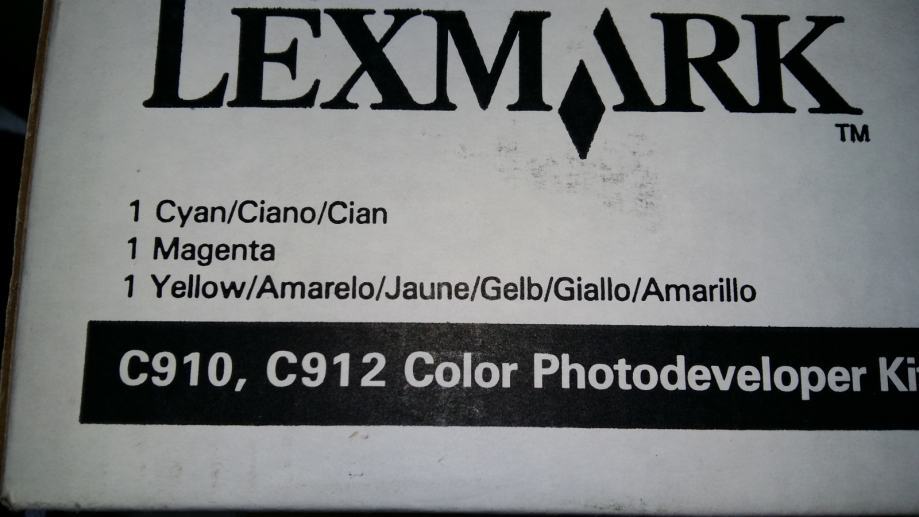 LEXMARK
TM
1 Cyan/Ciano/Cian
1 Magenta
1 Yellow/Amarelo/Jaune/Gelb/Giallo/Amarillo
C910, C912 Color Photodeveloper